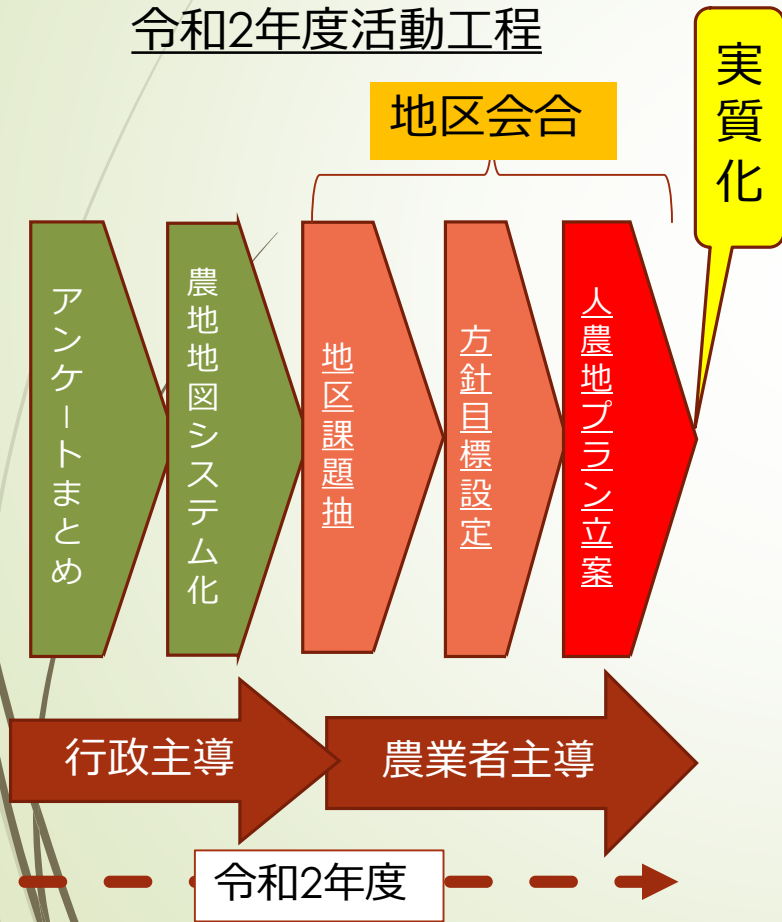 令和2年度活動工程
実質化
地区会合
アンケートまとめ
農地地図システム化
地区課題抽
方針目標設定
人農地プラン立案
行政主導
農業者主導
令和2年度